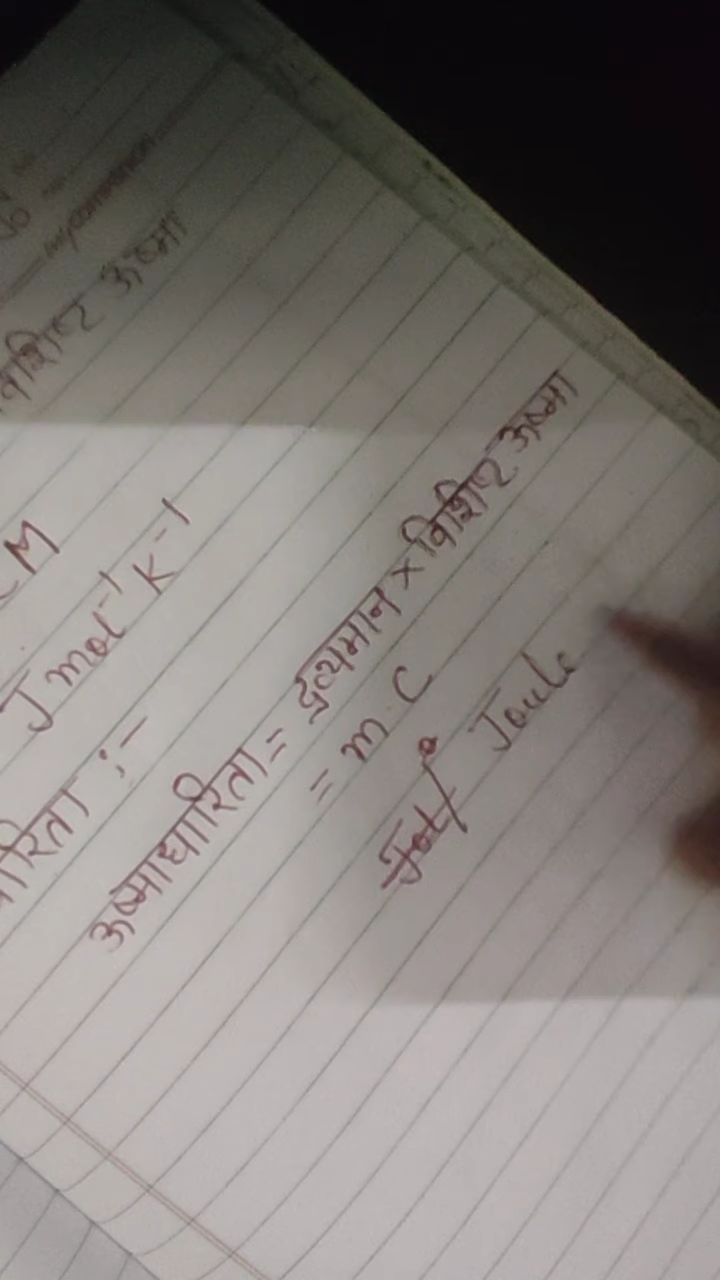 विशिष्ट ऊष्मा
M
J mol⁻¹ K⁻¹
रिता :-
ऊष्माधारिता = द्रव्यमान × विशिष्ट ऊष्मा
= m C
Joule